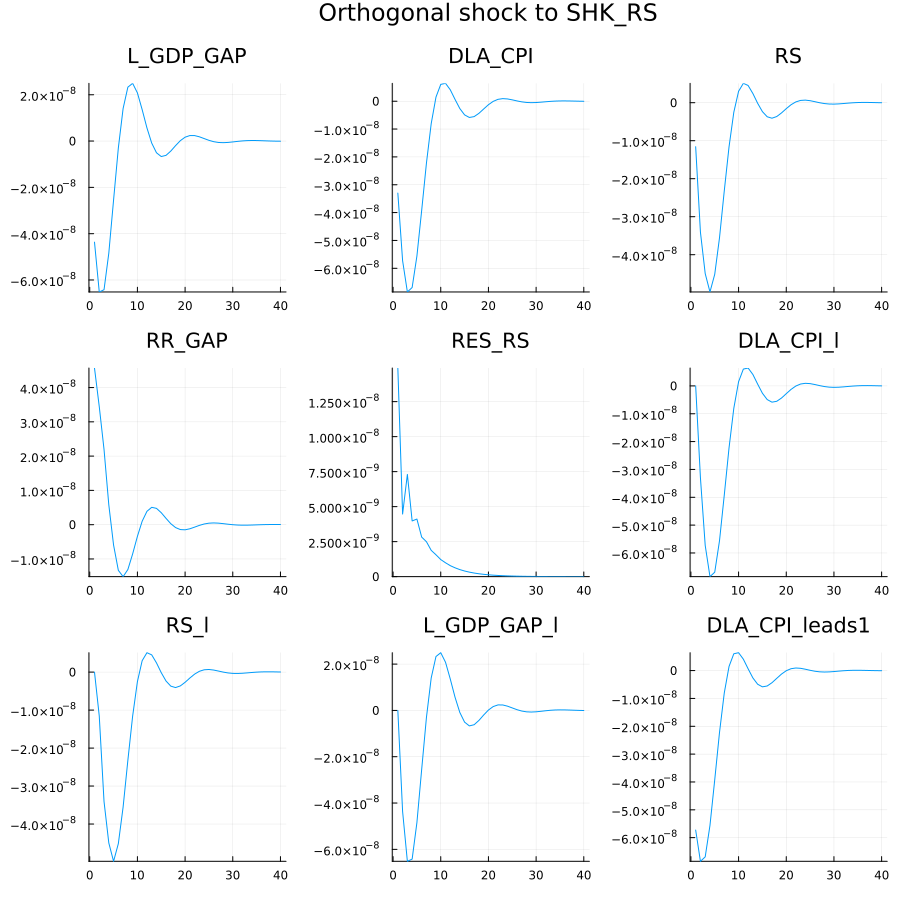 Orthogonal shock to SHK_RS
L_GDP_GAP
2.0×10⁻⁸
0
−2.0×10⁻⁸
−4.0×10⁻⁸
−6.0×10⁻⁸
0 10 20 30 40
DLA_CPI
0
−1.0×10⁻⁸
−2.0×10⁻⁸
−3.0×10⁻⁸
−4.0×10⁻⁸
−5.0×10⁻⁸
−6.0×10⁻⁸
0 10 20 30 40
RS
0
−1.0×10⁻⁸
−2.0×10⁻⁸
−3.0×10⁻⁸
−4.0×10⁻⁸
0 10 20 30 40
RR_GAP
4.0×10⁻⁸
3.0×10⁻⁸
2.0×10⁻⁸
1.0×10⁻⁸
0
−1.0×10⁻⁸
0 10 20 30 40
RES_RS
1.250×10⁻⁸
1.000×10⁻⁸
7.500×10⁻⁹
5.000×10⁻⁹
2.500×10⁻⁹
0
0 10 20 30 40
DLA_CPI_l
0
−1.0×10⁻⁸
−2.0×10⁻⁸
−3.0×10⁻⁸
−4.0×10⁻⁸
−5.0×10⁻⁸
−6.0×10⁻⁸
0 10 20 30 40
RS_l
0
−1.0×10⁻⁸
−2.0×10⁻⁸
−3.0×10⁻⁸
−4.0×10⁻⁸
0 10 20 30 40
L_GDP_GAP_l
2.0×10⁻⁸
0
−2.0×10⁻⁸
−4.0×10⁻⁸
−6.0×10⁻⁸
0 10 20 30 40
DLA_CPI_leads1
0
−1.0×10⁻⁸
−2.0×10⁻⁸
−3.0×10⁻⁸
−4.0×10⁻⁸
−5.0×10⁻⁸
−6.0×10⁻⁸
0 10 20 30 40